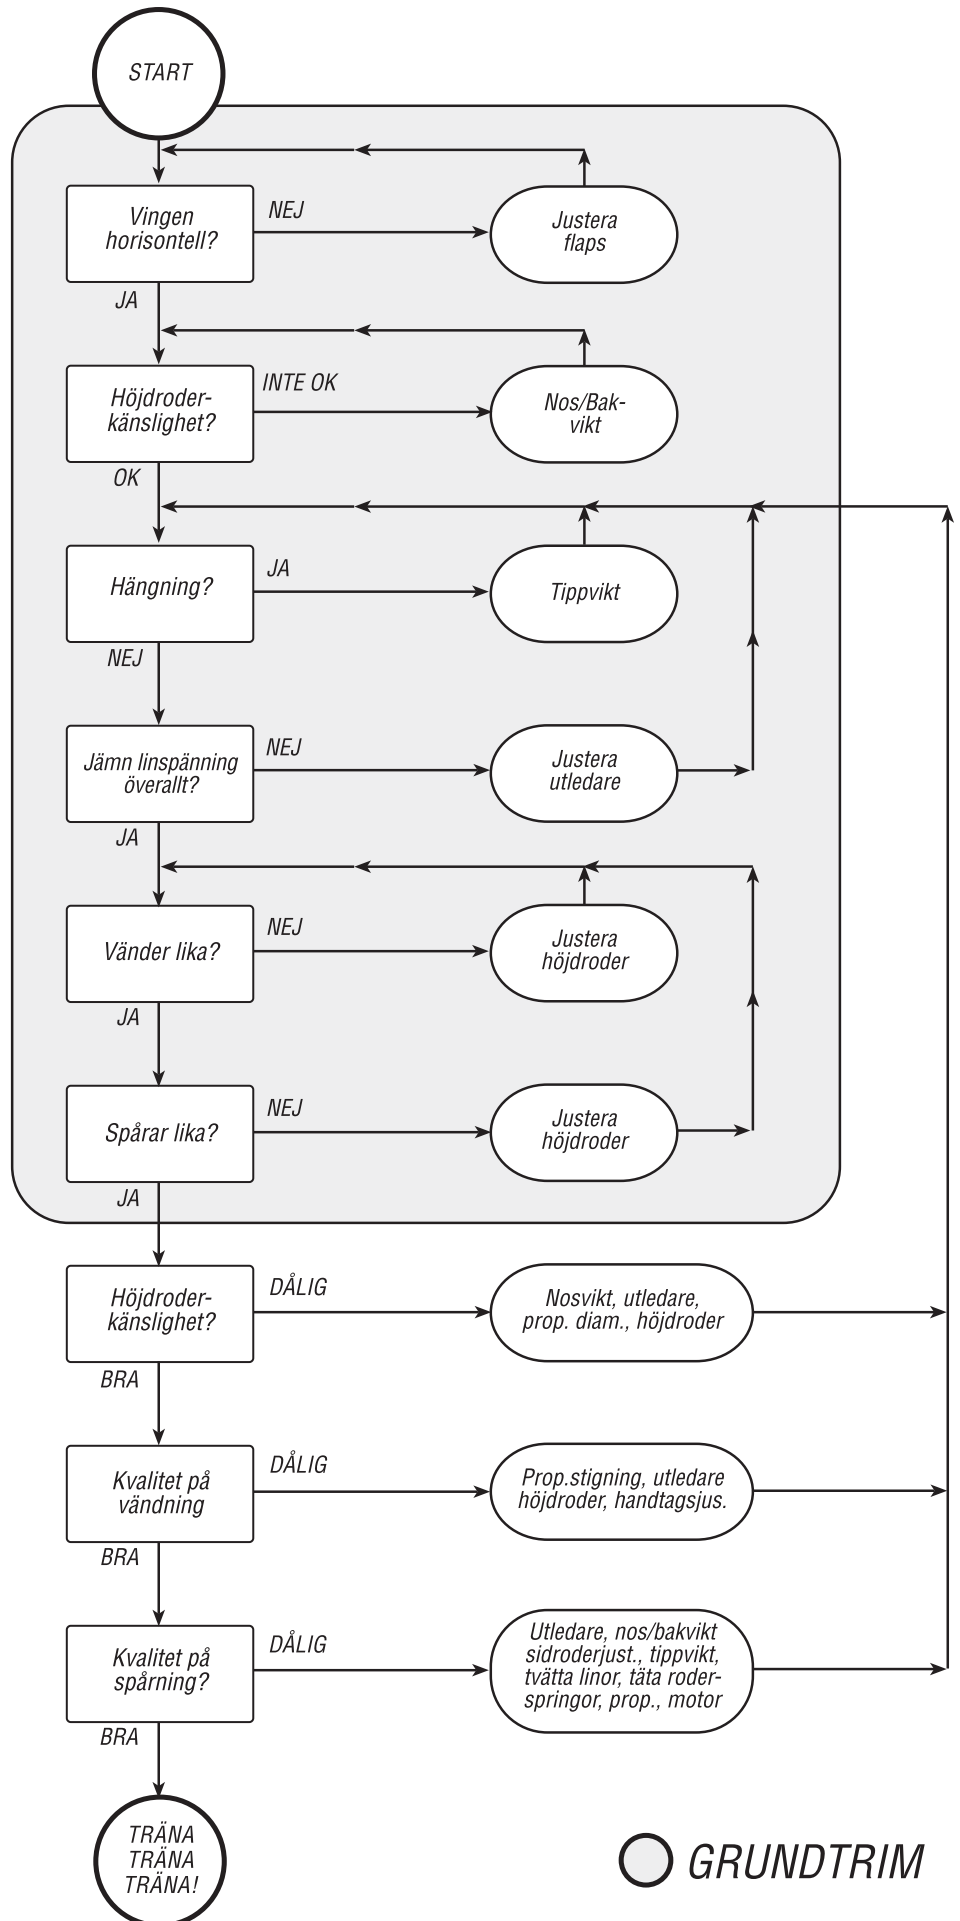 START
Vingen
horisontell?
NEJ
Justera
flaps
JA
Höjdroder-
känslighet?
INTE OK
Nos/Bak-
vikt
OK
Hängning?
JA
Tippvikt
NEJ
Jämn linspänning
överallt?
NEJ
Justera
utledare
JA
Vänder lika?
NEJ
Justera
höjdroder
JA
Spårar lika?
NEJ
Justera
höjdroder
JA
Höjdroder-
känslighet?
DÅLIG
Nosvikt, utledare,
prop. diam., höjdroder
BRA
Kvalitet på
vändning
DÅLIG
Prop.stigning, utledare
höjdroder, handtagsjus.
BRA
Kvalitet på
spårning?
DÅLIG
Utledare, nos/bakvikt
sidroderjust., tippvikt,
tvätta linor, täta roder-
springor, prop., motor
BRA
TRÄNA
TRÄNA
TRÄNA!
GRUNDTRIM